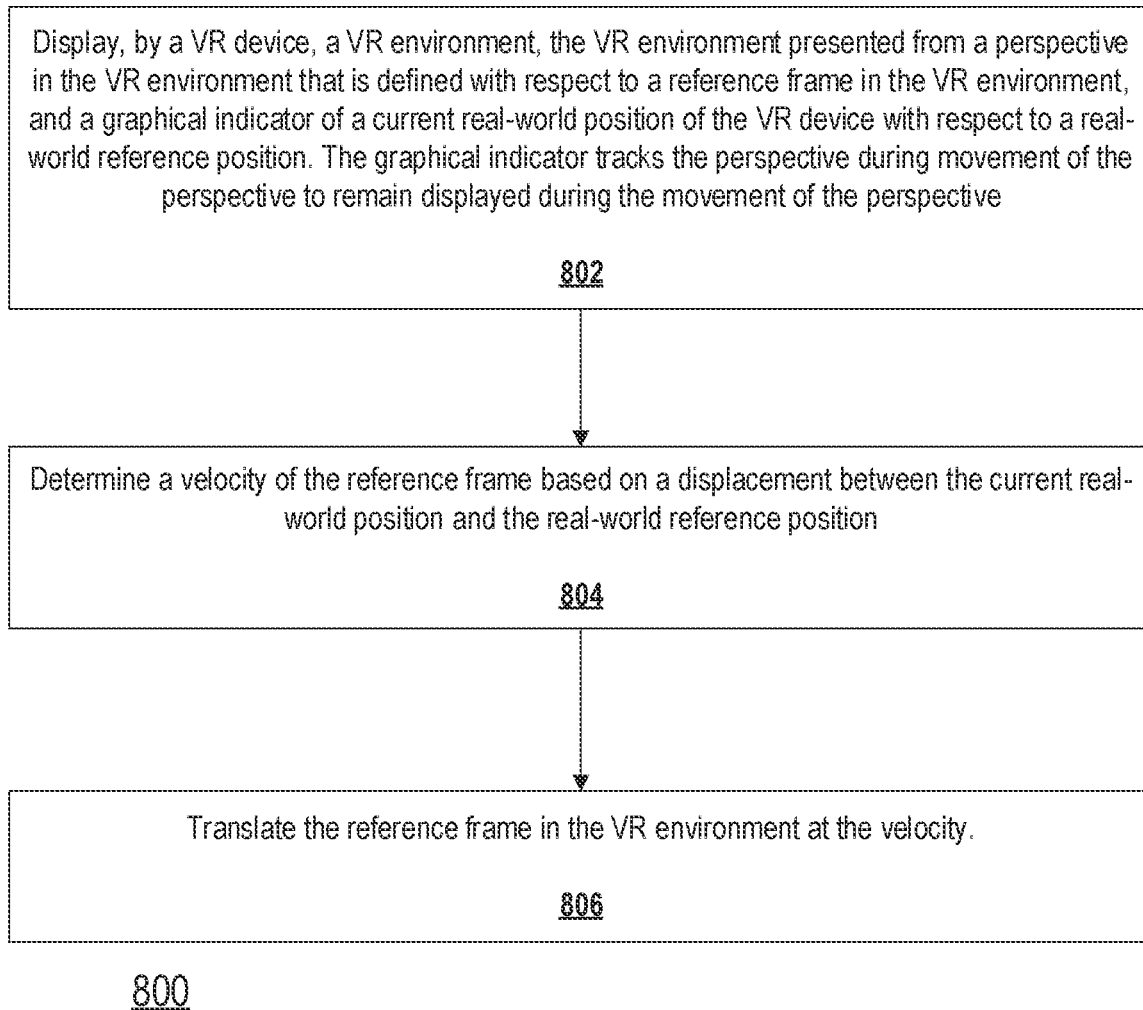 Display, by a VR device, a VR environment, the VR environment presented from a perspective
in the VR environment that is defined with respect to a reference frame in the VR environment,
and a graphical indicator of a current real-world position of the VR device with respect to a real-
world reference position. The graphical indicator tracks the perspective during movement of the
perspective to remain displayed during the movement of the perspective
802
Determine a velocity of the reference frame based on a displacement between the current real-
world position and the real-world reference position
804
Translate the reference frame in the VR environment at the velocity.
806
800